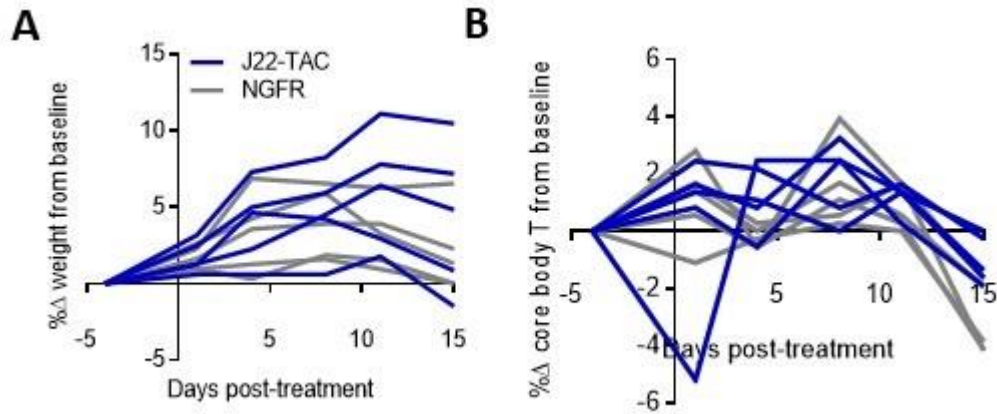 A
%Δ weight from baseline
15
10
5
-5
-5
5
10
15
J22-TAC
NGFR
Days post-treatment
B
%Δ core body T from baseline
6
4
2
-2
-4
-6
-5
5
10
15
Days post-treatment